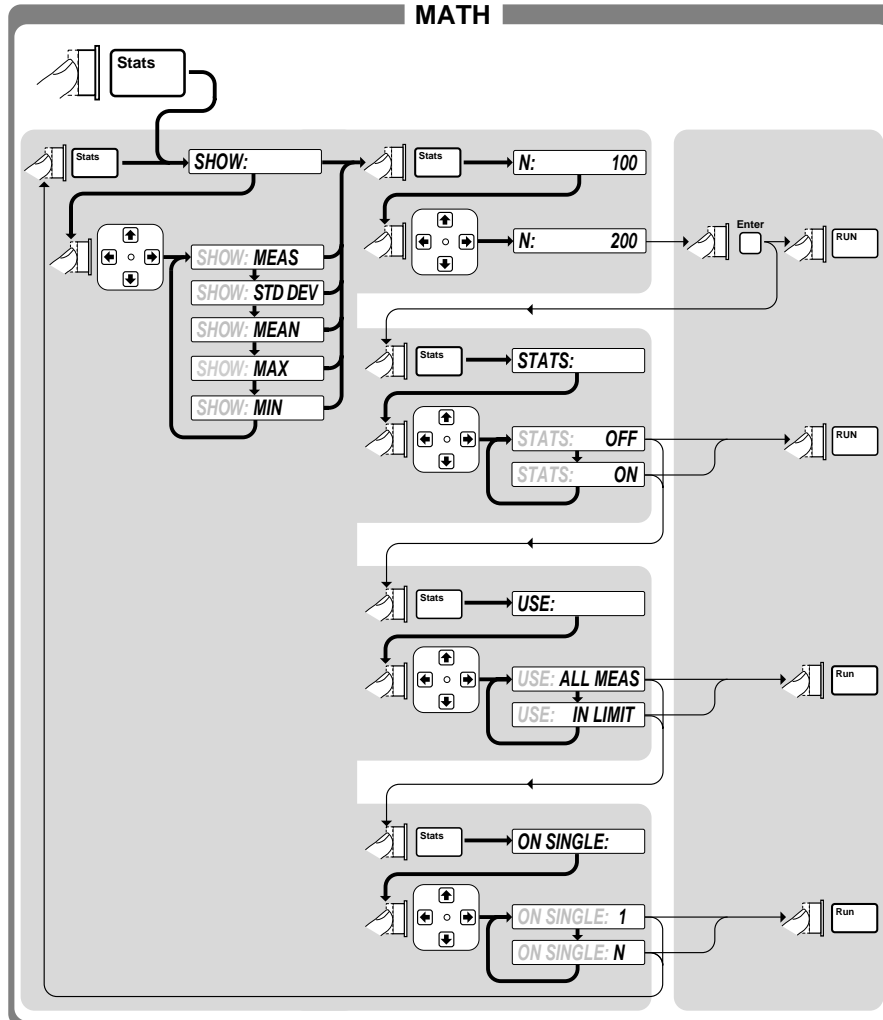 MATH
Stats
Stats
SHOW:
Stats
N: 100
N: 200
Enter
RUN
SHOW: MEAS
SHOW: STD DEV
SHOW: MEAN
SHOW: MAX
SHOW: MIN
Stats
STATS:
STATS: OFF
STATS: ON
RUN
Stats
USE:
USE: ALL MEAS
USE: IN LIMIT
Run
Stats
ON SINGLE:
ON SINGLE: 1
ON SINGLE: N
Run